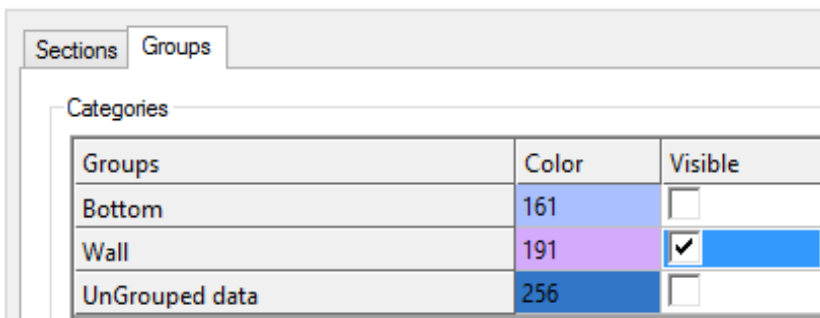 Sections Groups
Categories
Groups Color Visible
Bottom 161
Wall 191
UnGrouped data 256